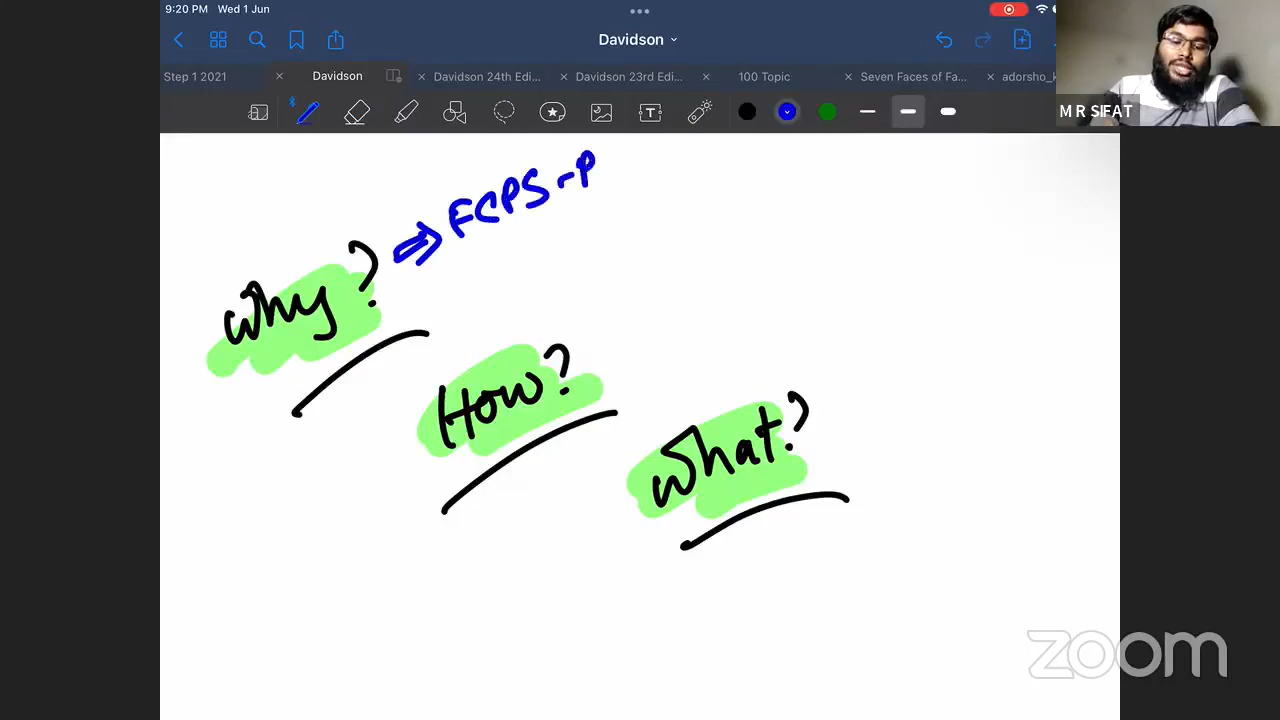 9:20 PM Wed 1 Jun
Davidson
Step 1 2021
Davidson
Davidson 24th Edi...
Davidson 23rd Edi...
100 Topic
Seven Faces of Fa...
adorsho_k
M R SIFAT
FCPS-P
Why?
How?
What?
zoom